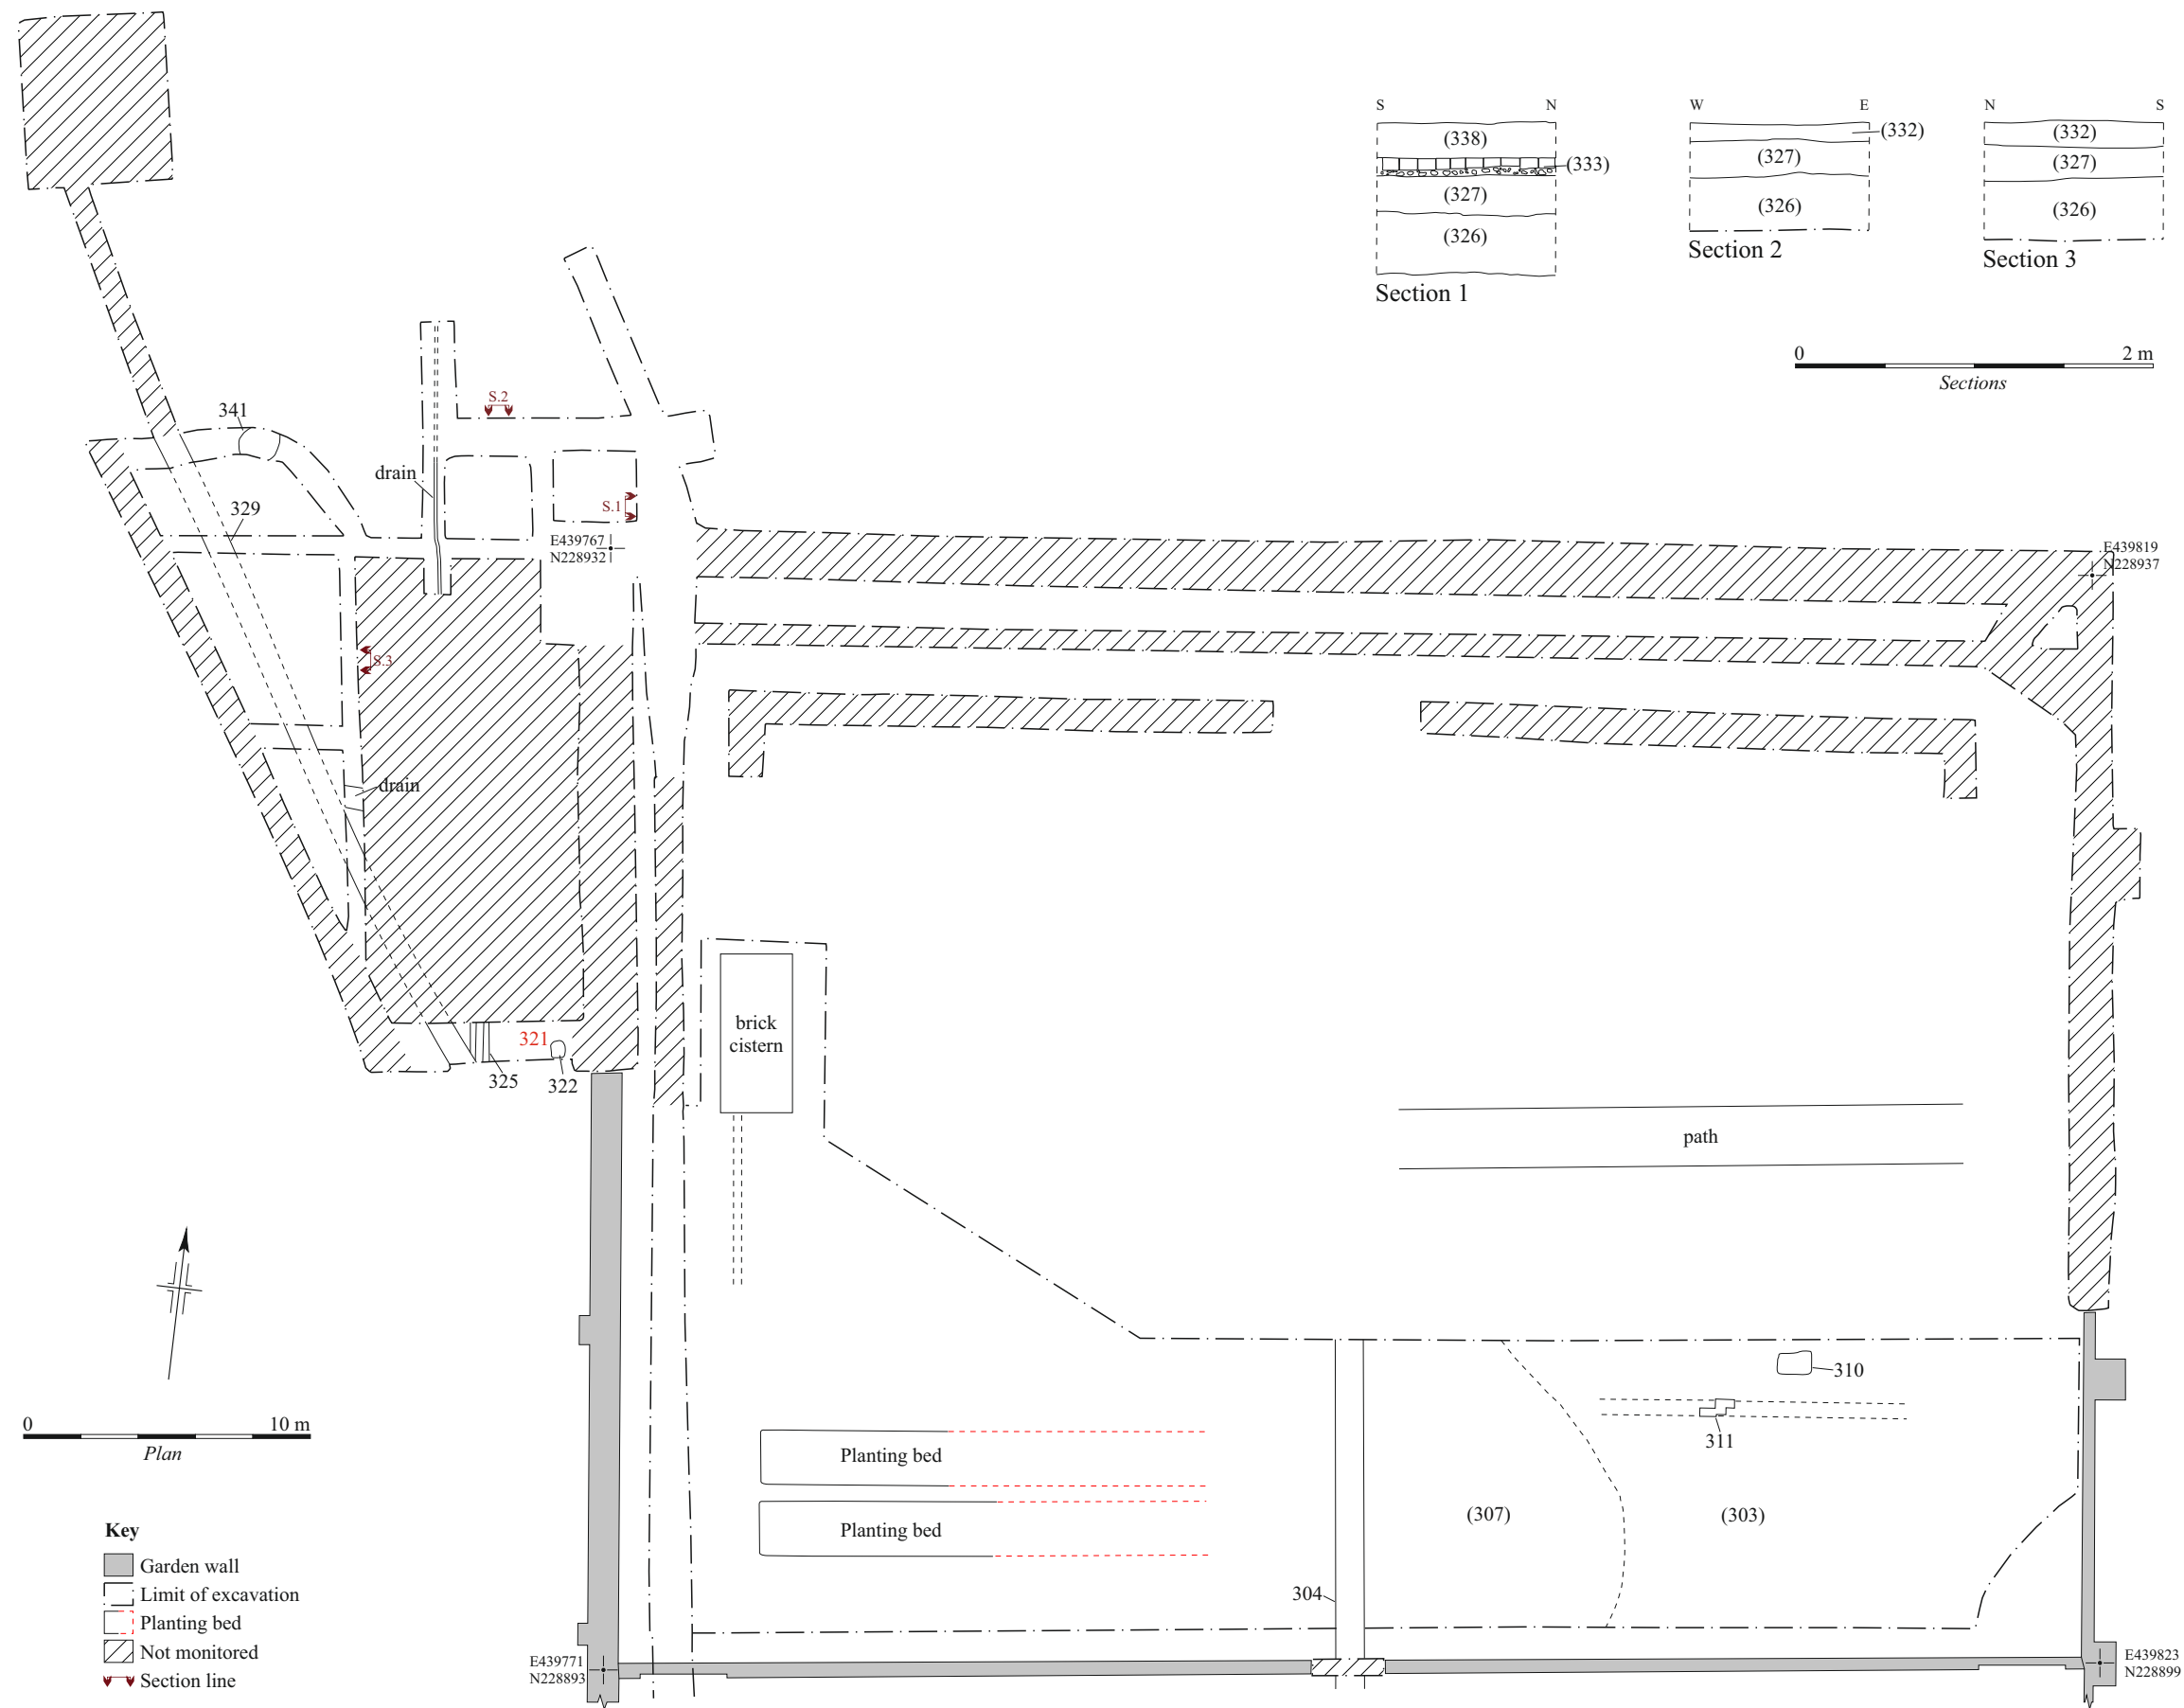 S N
(338)
(333)
(327)
(326)
Section 1
W E
(332)
(327)
(326)
Section 2
N S
(332)
(327)
(326)
Section 3
0 2 m
Sections
341
329
drain
S.2
S.1
E439767
N228932
E439819
N228937
S.3
drain
321
325
322
brick
cistern
path
310
311
Planting bed
Planting bed
(307)
(303)
304
E439771
N228893
E439823
N228899
0 10 m
Plan
Key
Garden wall
Limit of excavation
Planting bed
Not monitored
Section line